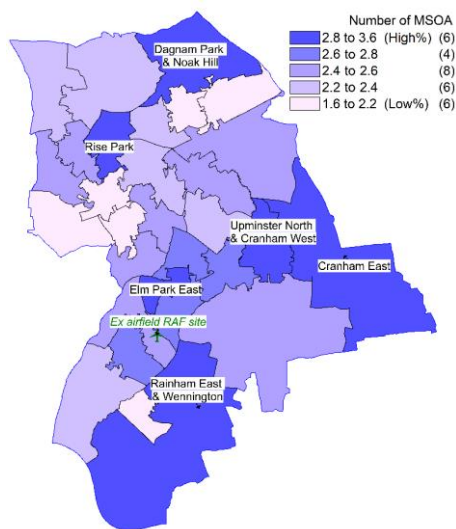 Number of MSOA
2.8 to 3.6 (High%) (6)
2.6 to 2.8 (4)
2.4 to 2.6 (8)
2.2 to 2.4 (6)
1.6 to 2.2 (Low%) (6)
Dagnam Park
& Noak Hill
Rise Park
Upminster North
& Cranham West
Cranham East
Elm Park East
Ex airfield RAF site
Rainham East
& Wennington